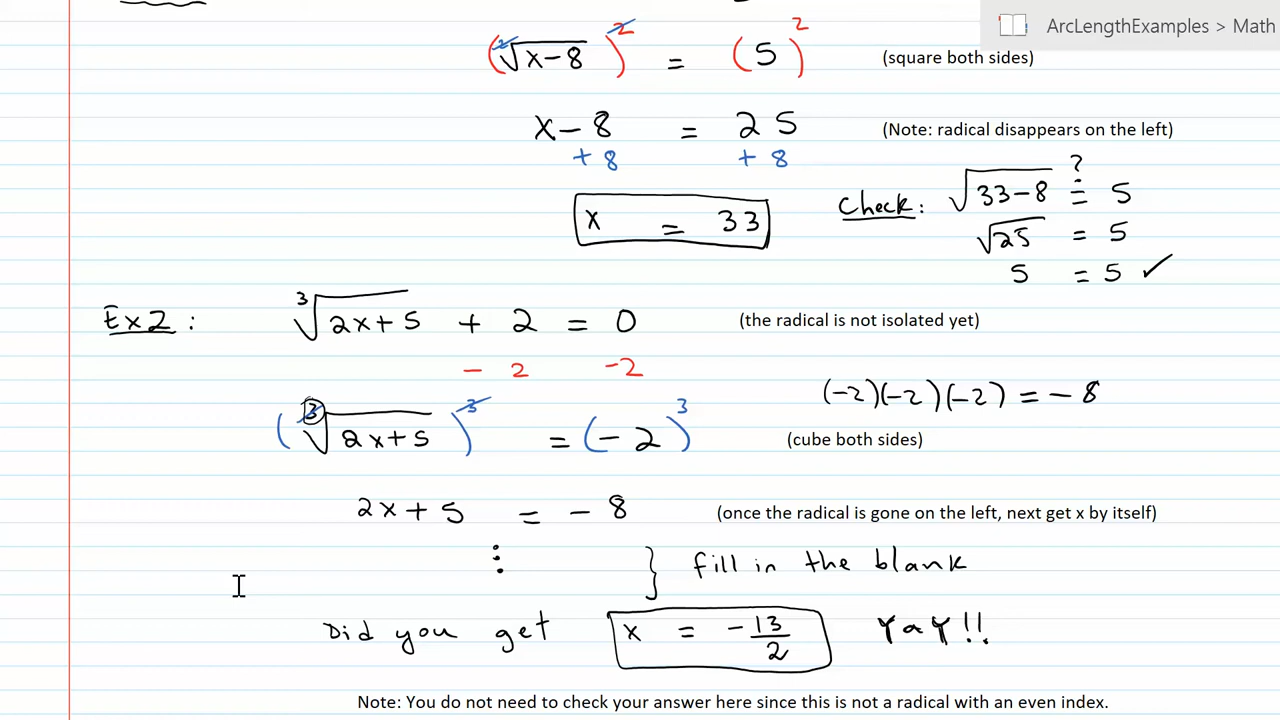 ArcLengthExamples > Math
(²√x-8)² = (5)² (square both sides)
x-8 = 25 (Note: radical disappears on the left)
+8 +8
x = 33
Check: √33-8 ?= 5
√25 = 5
5 = 5 ✓
Ex2: ³√2x+5 + 2 = 0 (the radical is not isolated yet)
- 2 -2
(-2)(-2)(-2) = -8
(³√2x+5)³ = (-2)³ (cube both sides)
2x+5 = -8 (once the radical is gone on the left, next get x by itself)
⋮ } fill in the blank
Did you get x = -13/2 YaY!!
Note: You do not need to check your answer here since this is not a radical with an even index.